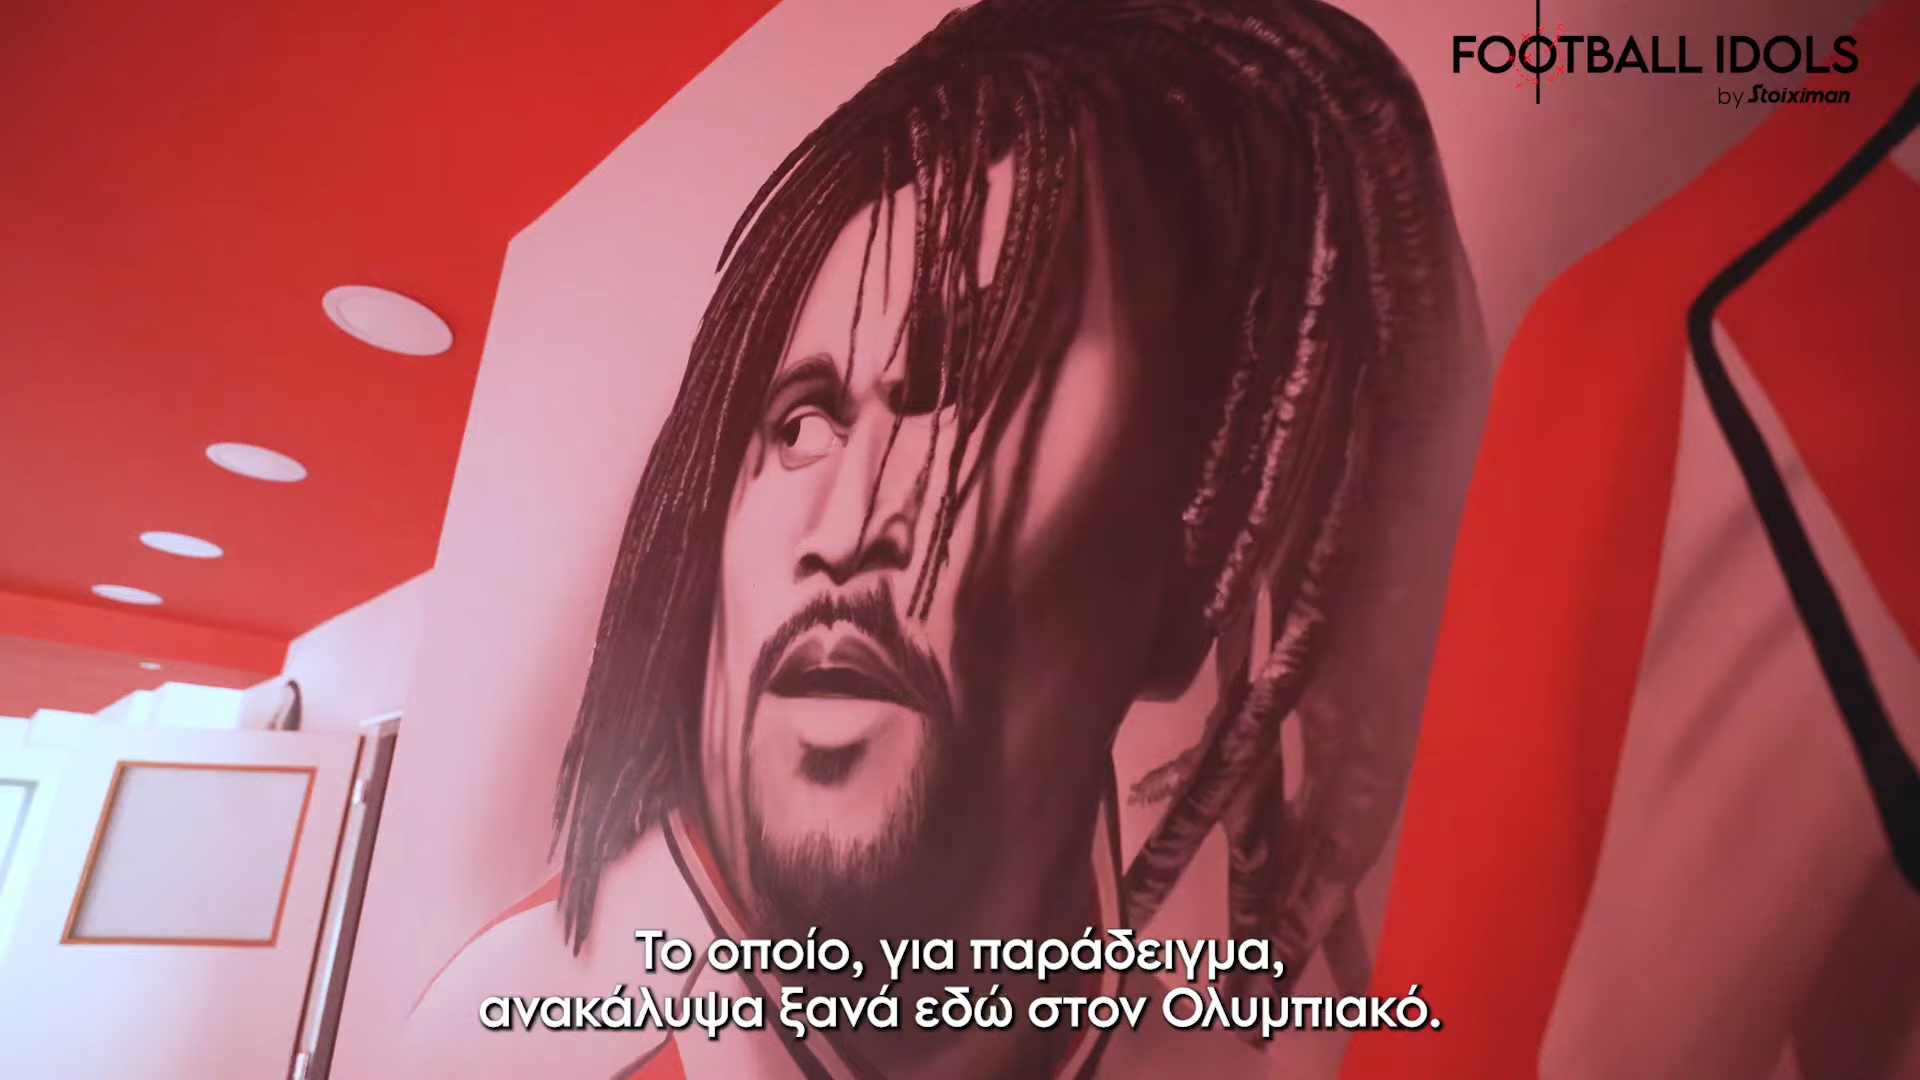 FOOTBALL IDOLS
by Stoiximan
Το οποίο, για παράδειγμα,
ανακάλυψα ξανά εδώ στον Ολυμπιακό.